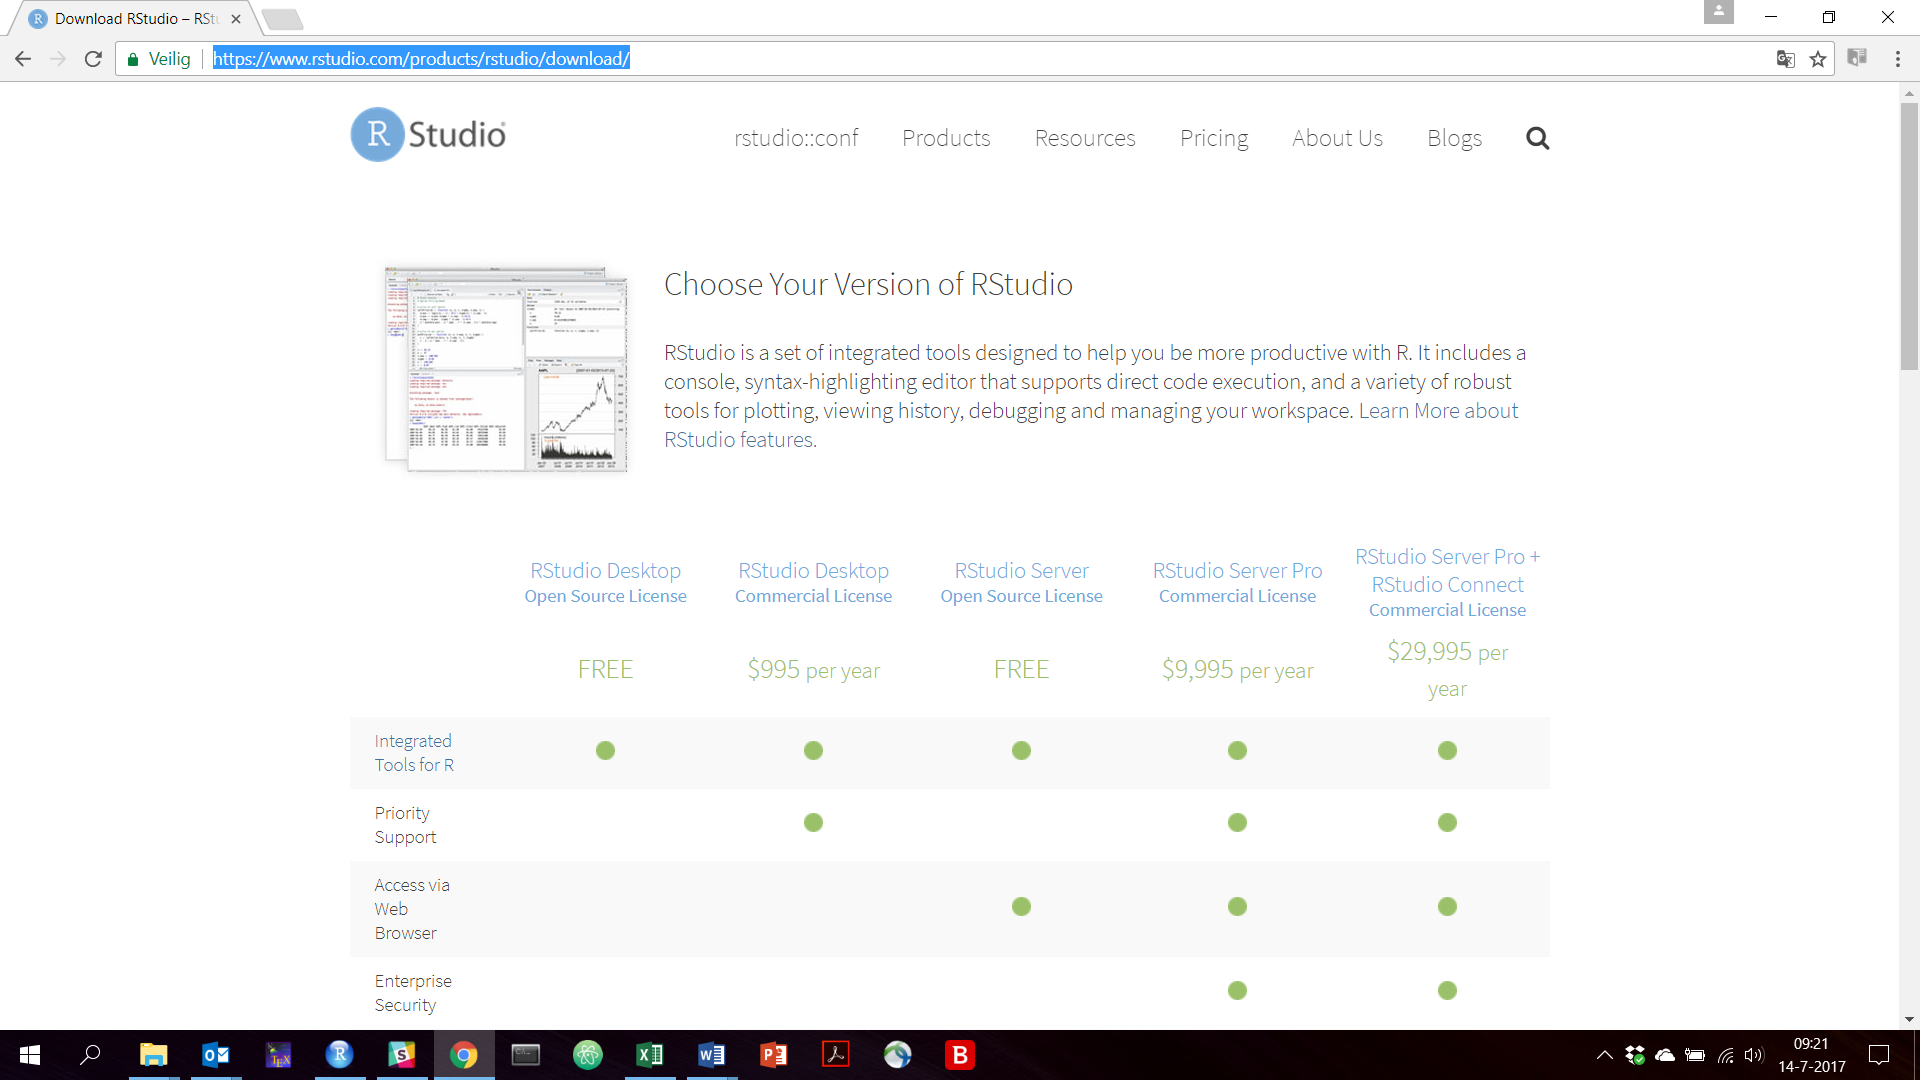 Download RStudio – RStu
Veilig
https://www.rstudio.com/products/rstudio/download/
R Studio®
rstudio::conf Products Resources Pricing About Us Blogs
Choose Your Version of RStudio
RStudio is a set of integrated tools designed to help you be more productive with R. It includes a
console, syntax-highlighting editor that supports direct code execution, and a variety of robust
tools for plotting, viewing history, debugging and managing your workspace. Learn More about
RStudio features.
RStudio Desktop
Open Source License
FREE
RStudio Desktop
Commercial License
$995 per year
RStudio Server
Open Source License
FREE
RStudio Server Pro
Commercial License
$9,995 per year
RStudio Server Pro +
RStudio Connect
Commercial License
$29,995 per
year
Integrated
Tools for R
Priority
Support
Access via
Web
Browser
Enterprise
Security
09:21
14-7-2017